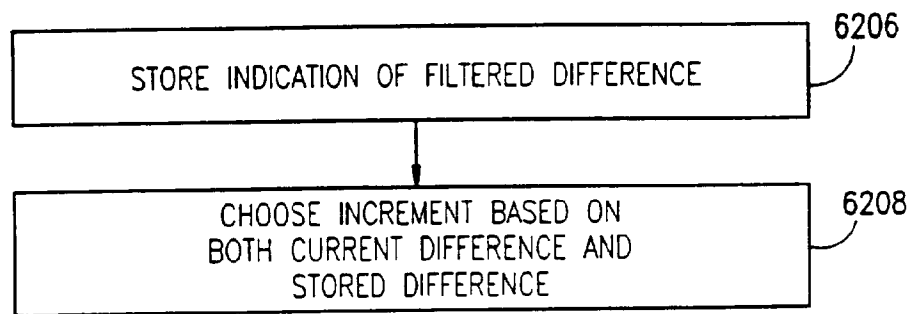 6206
STORE INDICATION OF FILTERED DIFFERENCE
6208
CHOOSE INCREMENT BASED ON
BOTH CURRENT DIFFERENCE AND
STORED DIFFERENCE